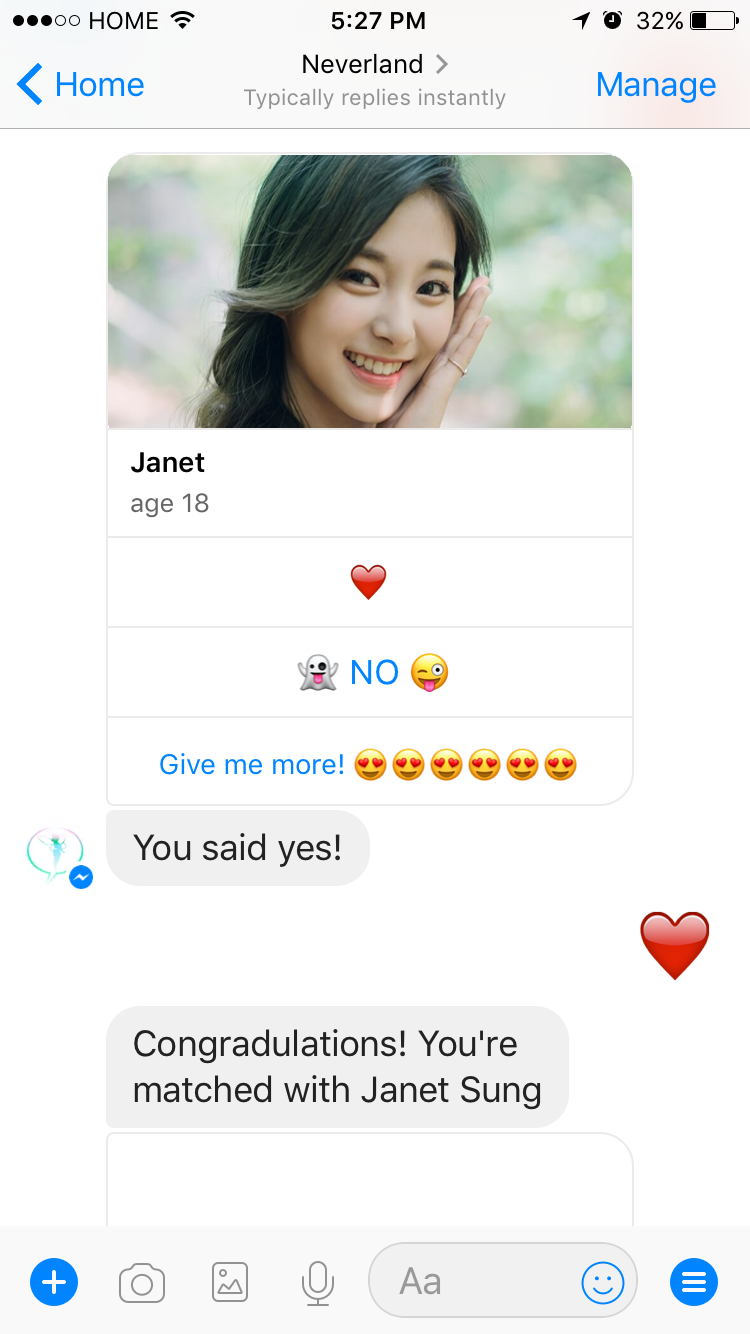 HOME 5:27 PM 32%
Home Neverland Manage
Typically replies instantly
Janet
age 18
❤️
👻 NO 😜
Give me more! 😍😍😍😍😍😍
You said yes!
❤️
Congradulations! You're
matched with Janet Sung
Aa